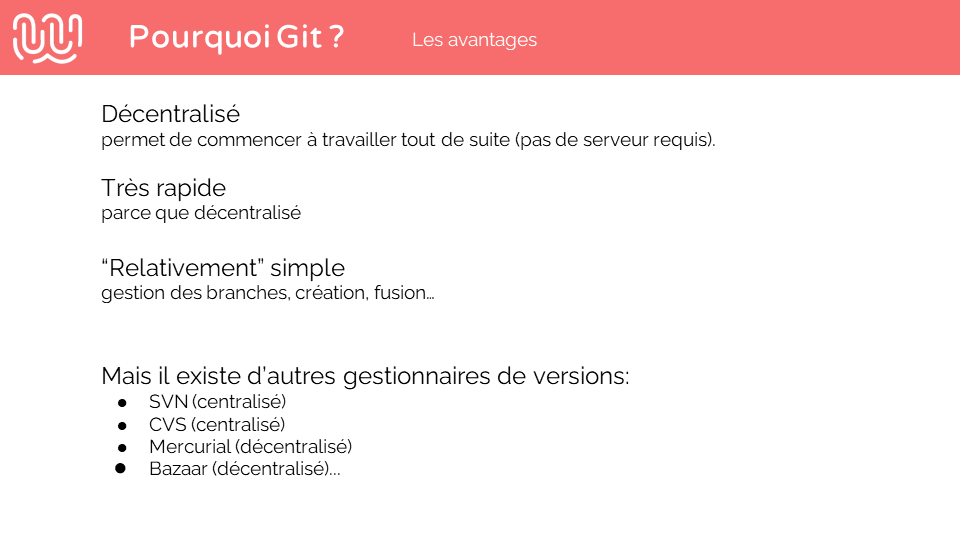 Pourquoi Git ?
Les avantages
Décentralisé
permet de commencer à travailler tout de suite (pas de serveur requis).
Très rapide
parce que décentralisé
“Relativement” simple
gestion des branches, création, fusion…
Mais il existe d’autres gestionnaires de versions:
● SVN (centralisé)
● CVS (centralisé)
● Mercurial (décentralisé)
● Bazaar (décentralisé)...